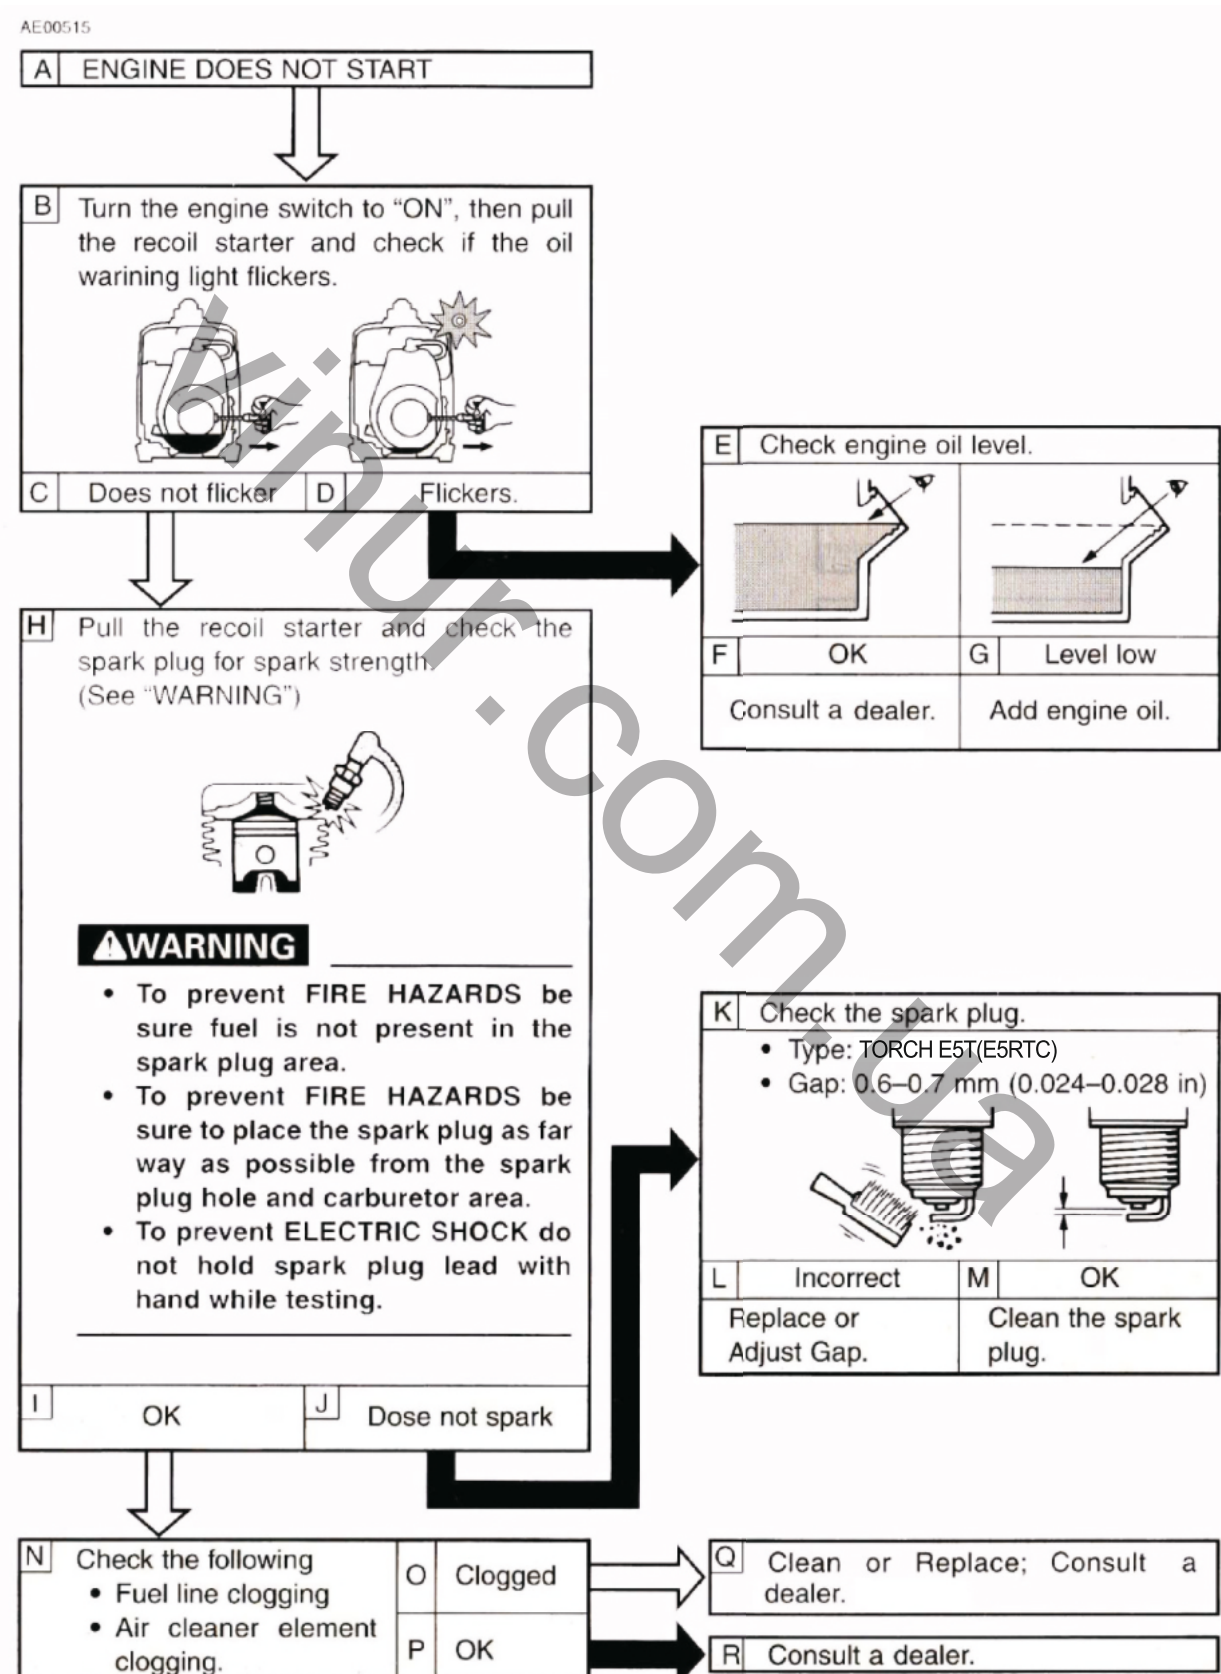 AE00515
A ENGINE DOES NOT START
B Turn the engine switch to “ON”, then pull
the recoil starter and check if the oil
warining light flickers.
C Does not flicker D Flickers.
E Check engine oil level.
F OK G Level low
Consult a dealer. Add engine oil.
H Pull the recoil starter and check the
spark plug for spark strength.
(See “WARNING”)
WARNING
• To prevent FIRE HAZARDS be
sure fuel is not present in the
spark plug area.
• To prevent FIRE HAZARDS be
sure to place the spark plug as far
way as possible from the spark
plug hole and carburetor area.
• To prevent ELECTRIC SHOCK do
not hold spark plug lead with
hand while testing.
I OK J Dose not spark
K Check the spark plug.
• Type: TORCH E5T(E5RTC)
• Gap: 0.6–0.7 mm (0.024–0.028 in)
L Incorrect M OK
Replace or
Adjust Gap.
Clean the spark
plug.
N Check the following
• Fuel line clogging
• Air cleaner element
clogging.
O Clogged
P OK
Q Clean or Replace; Consult a
dealer.
R Consult a dealer.
vinur.com.ua